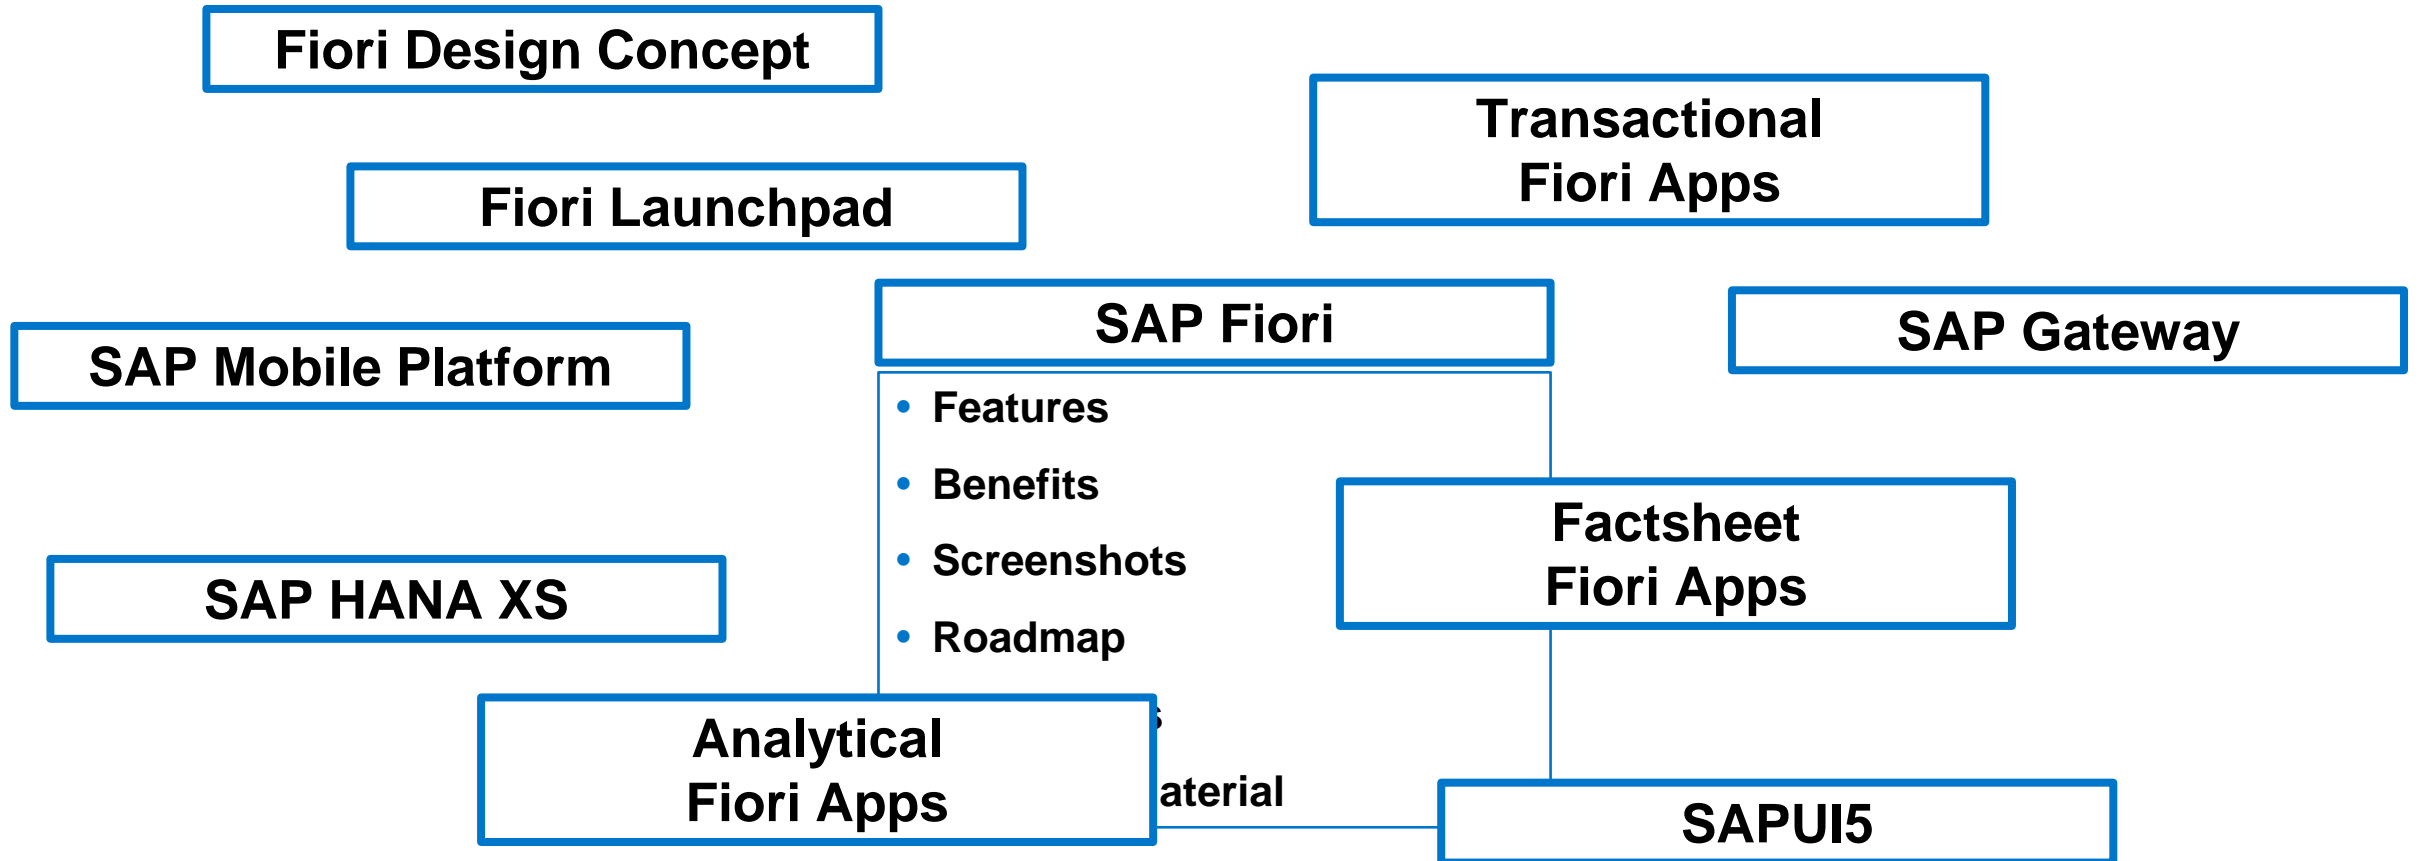 Fiori Design Concept
Transactional
Fiori Apps
Fiori Launchpad
SAP Fiori
SAP Gateway
SAP Mobile Platform
• Features
• Benefits
Factsheet
Fiori Apps
• Screenshots
SAP HANA XS
• Roadmap
Analytical
Fiori Apps
aterial
SAPUI5